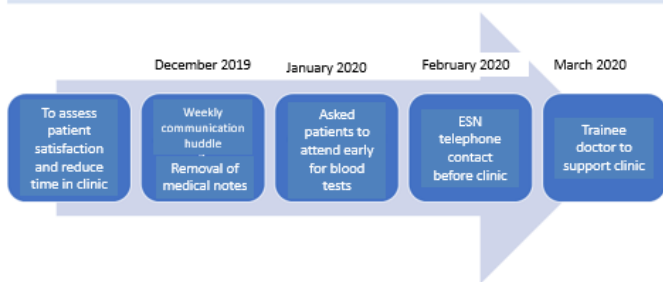 December 2019
January 2020
February 2020
March 2020
To assess
patient
satisfaction
and reduce
time in clinic
Weekly
communication
huddle
Removal of
medical notes
Asked
patients to
attend early
for blood
tests
ESN
telephone
contact
before clinic
Trainee
doctor to
support clinic